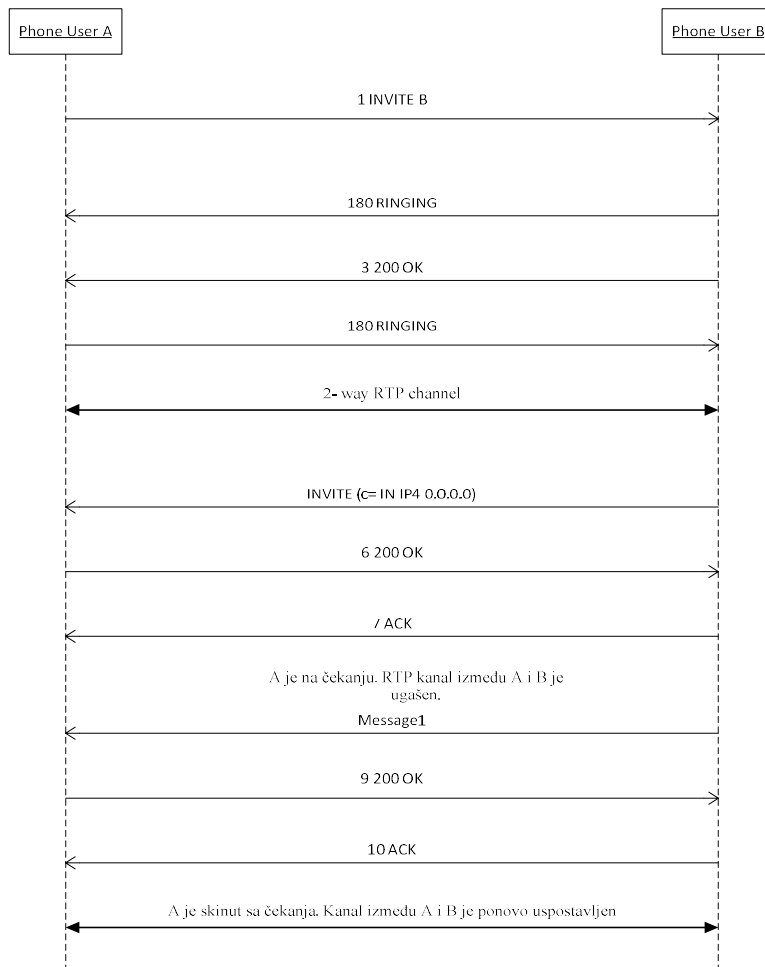 Phone User A
Phone User B
1 INVITE B
180 RINGING
3 200 OK
180 RINGING
2- way RTP channel
INVITE (c= IN IP4 0.0.0.0)
6 200 OK
/ ACK
A je na čekanju. RTP kanal izmedu A i B je
ugašen.
Message1
9 200 OK
10 ACK
A je skinut sa čekanja. Kanal izmedu A i B je ponovo uspostavljen